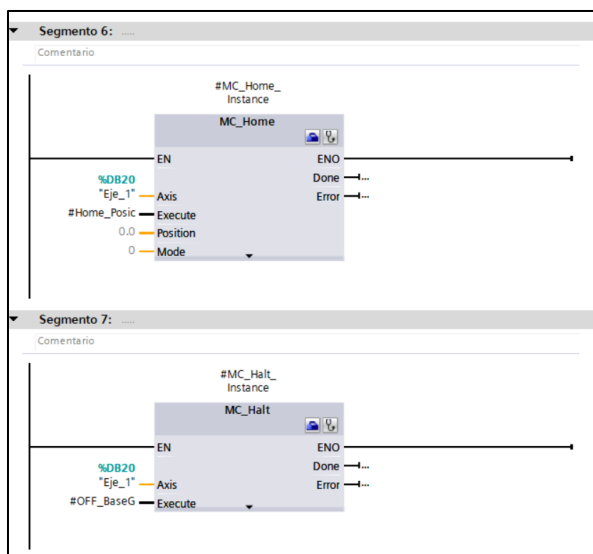 Segmento 6: ....
Comentario
#MC_Home_
Instance
MC_Home
EN
ENO
%DB20
Done
...
"Eje_1"
Axis
Error
...
#Home_Posic
Execute
0.0
Position
0
Mode
Segmento 7: ....
Comentario
#MC_Halt_
Instance
MC_Halt
EN
ENO
%DB20
Done
...
"Eje_1"
Axis
Error
...
#OFF_BaseG
Execute